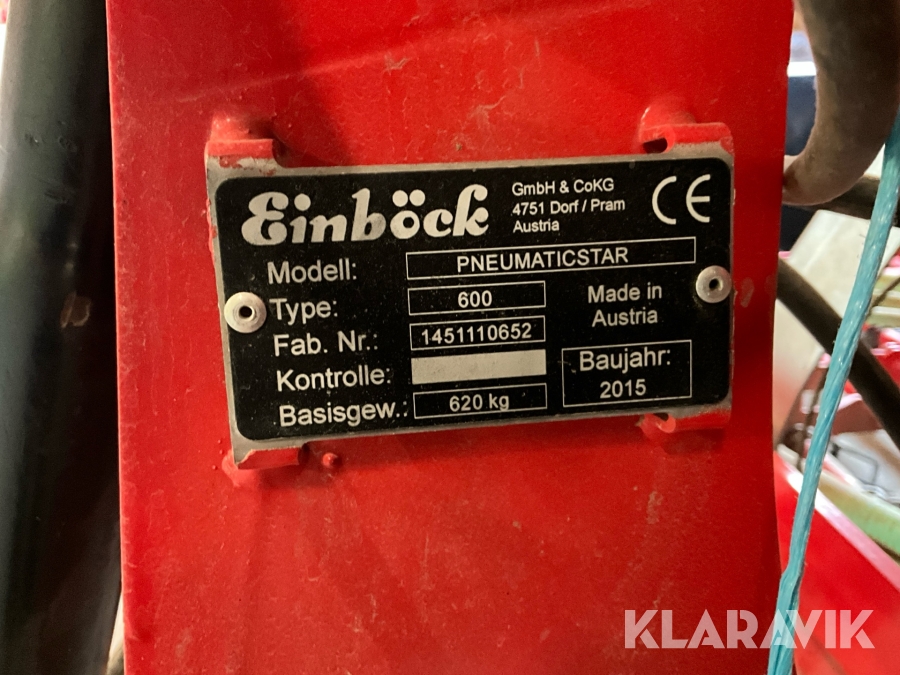 Einböck
GmbH & CoKG
4751 Dorf / Pram
Austria
CE
Modell: PNEUMATICSTAR
Type: 600
Made in
Austria
Fab. Nr.: 1451110652
Kontrolle:
Baujahr:
2015
Basisgew.: 620 kg
KLARAVIK